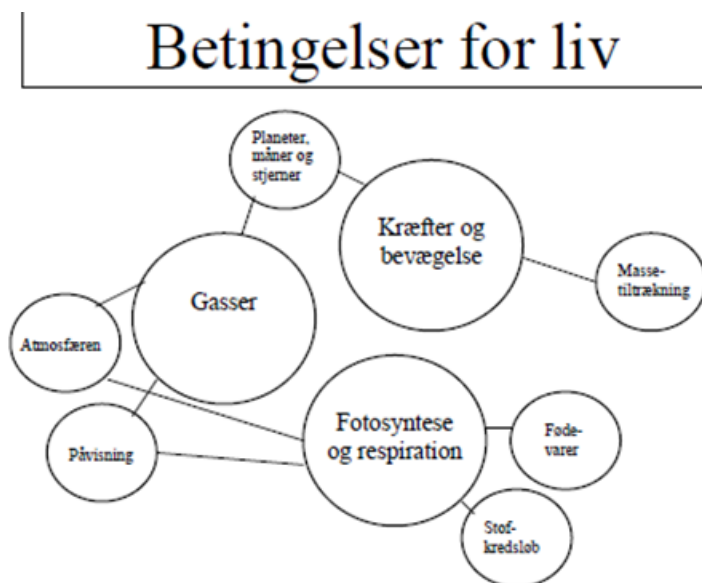 Betingelser for liv
Planeter,
måner og
stjerner
Kræfter og
bevægelse
Masse-
tiltrækning
Gasser
Atmosfæren
Fotosyntese
og respiration
Føde-
varer
Påvisning
Stof-
kredsløb